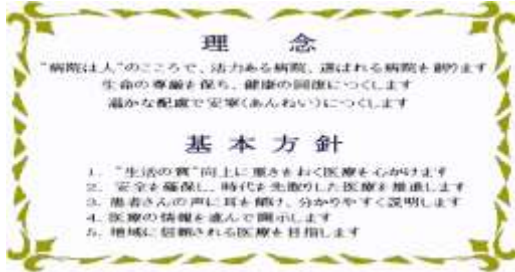 理 念
"病院は人"のこころで、活力ある病院、選ばれる病院を創ります
生命の尊厳を保ち、健康の回復につくします
温かな配慮で安寧(あんねい)につくします
基 本 方 針
1. "生活の質"向上に重きをおく医療を心がけます
2. 安全を確保し、時代を先取りした医療を推進します
3. 患者さんの声に耳を傾け、分かりやすく説明します
4. 医療の情報を進んで開示します
5. 地域に信頼される医療を目指します